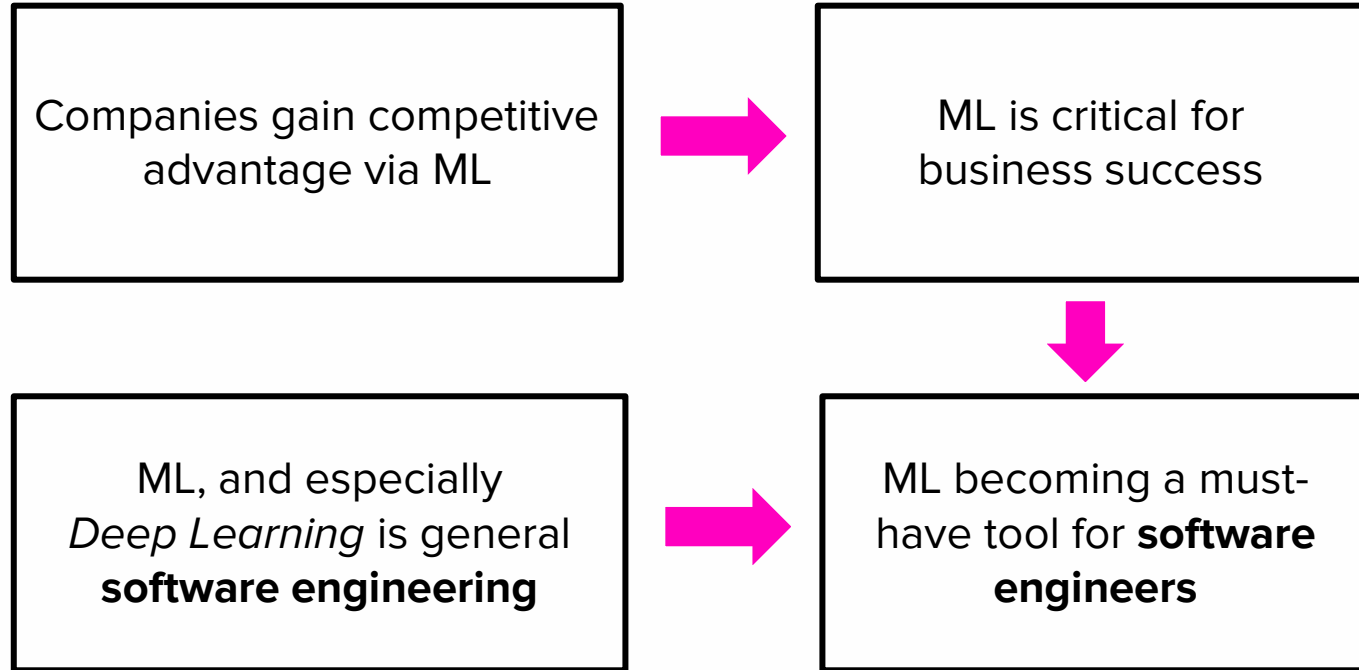 Companies gain competitive
advantage via ML
ML is critical for
business success
ML, and especially
Deep Learning is general
software engineering
ML becoming a must-
have tool for software
engineers